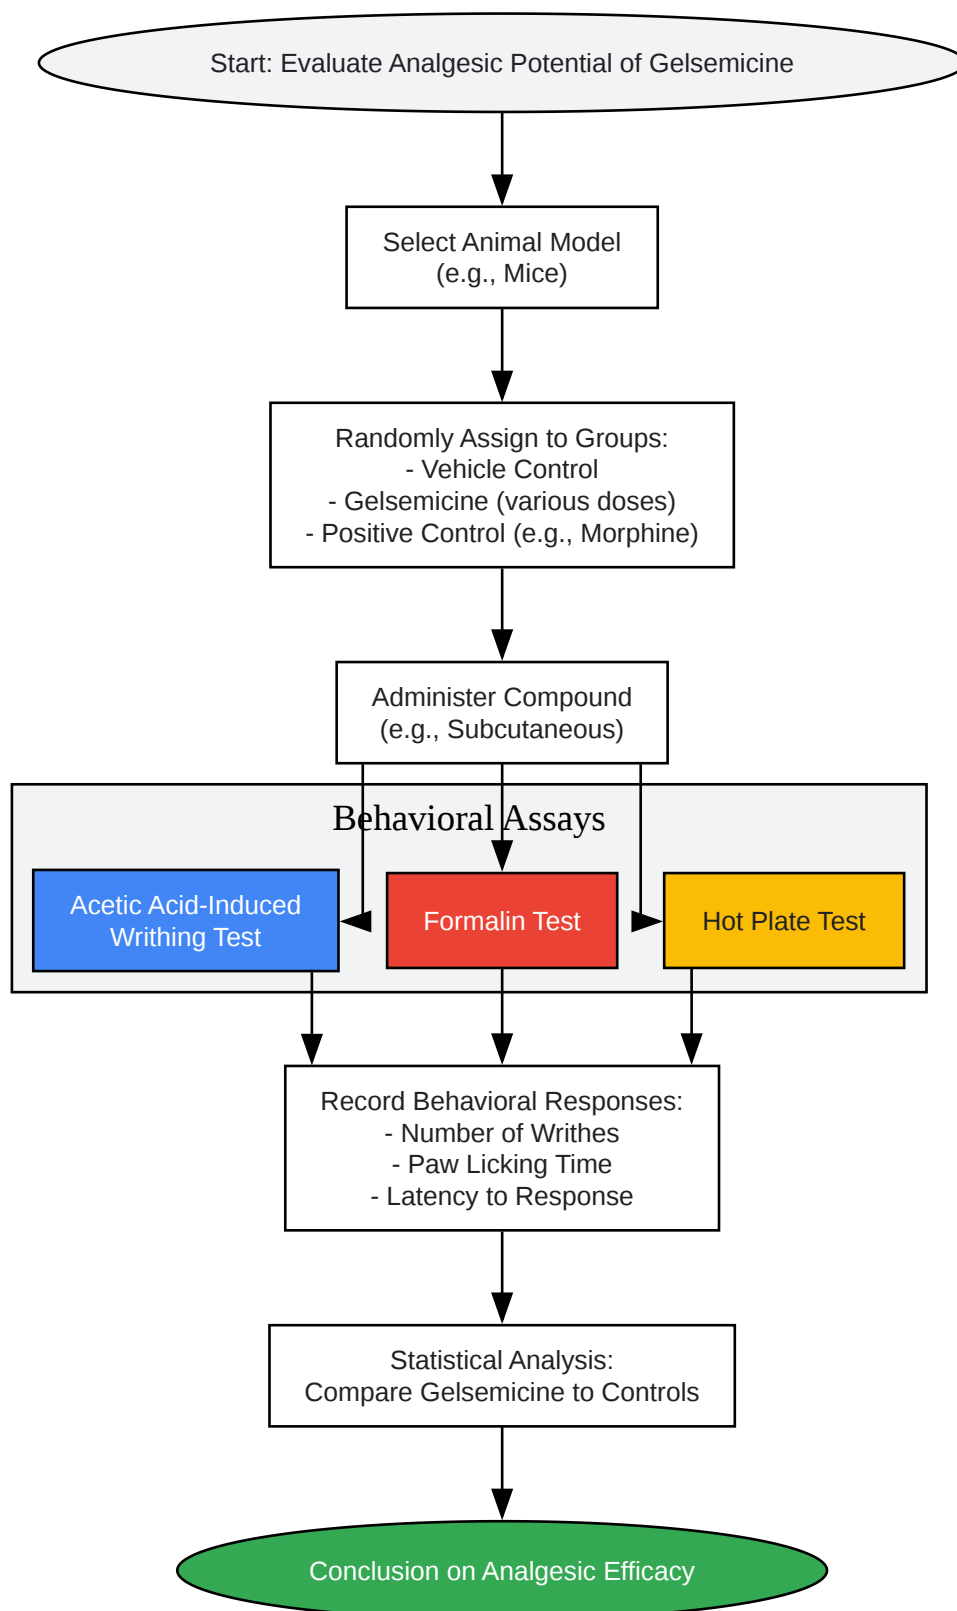 Start: Evaluate Analgesic Potential of Gelsemicine
Select Animal Model
(e.g., Mice)
Randomly Assign to Groups:
- Vehicle Control
- Gelsemicine (various doses)
- Positive Control (e.g., Morphine)
Administer Compound
(e.g., Subcutaneous)
Behavioral Assays
Acetic Acid-Induced
Writhing Test
Formalin Test
Hot Plate Test
Record Behavioral Responses:
- Number of Writhes
- Paw Licking Time
- Latency to Response
Statistical Analysis:
Compare Gelsemicine to Controls
Conclusion on Analgesic Efficacy